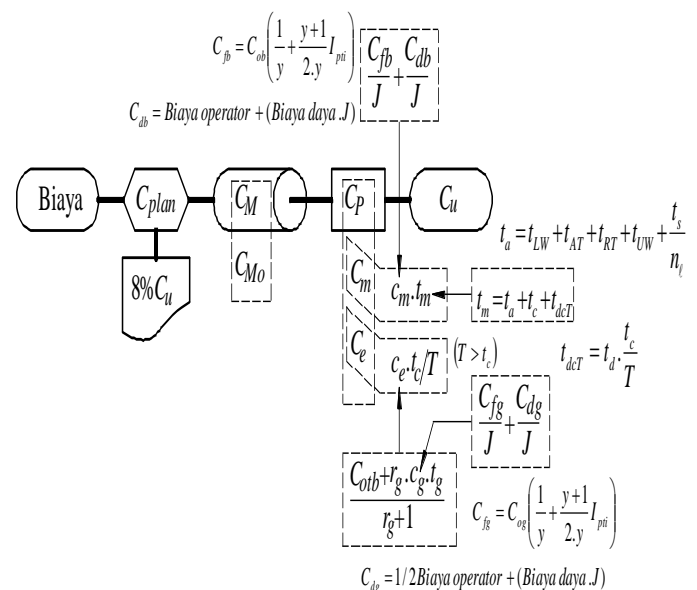 C_fb = C_ob(1/y + (y+1)/(2.y) I_pti)
C_fb/J + C_db/J
C_db = Biaya operator + (Biaya daya .J)
Biaya
C_plan
C_M
C_P
C_u
t_a = t_LW + t_AT + t_RT + t_UW + t_s/n_ℓ
8%C_u
C_Mo
C_m
c_m.t_m
t_m = t_a + t_c + t_dcT
C_e
c_e.t_c/T
(T > t_c)
t_dcT = t_d . t_c/T
C_fg/J + C_dg/J
(C_otb + r_g.c_g.t_g)/(r_g+1)
C_fg = C_og(1/y + (y+1)/(2.y) I_pti)
C_dg = 1/2Biaya operator + (Biaya daya .J)